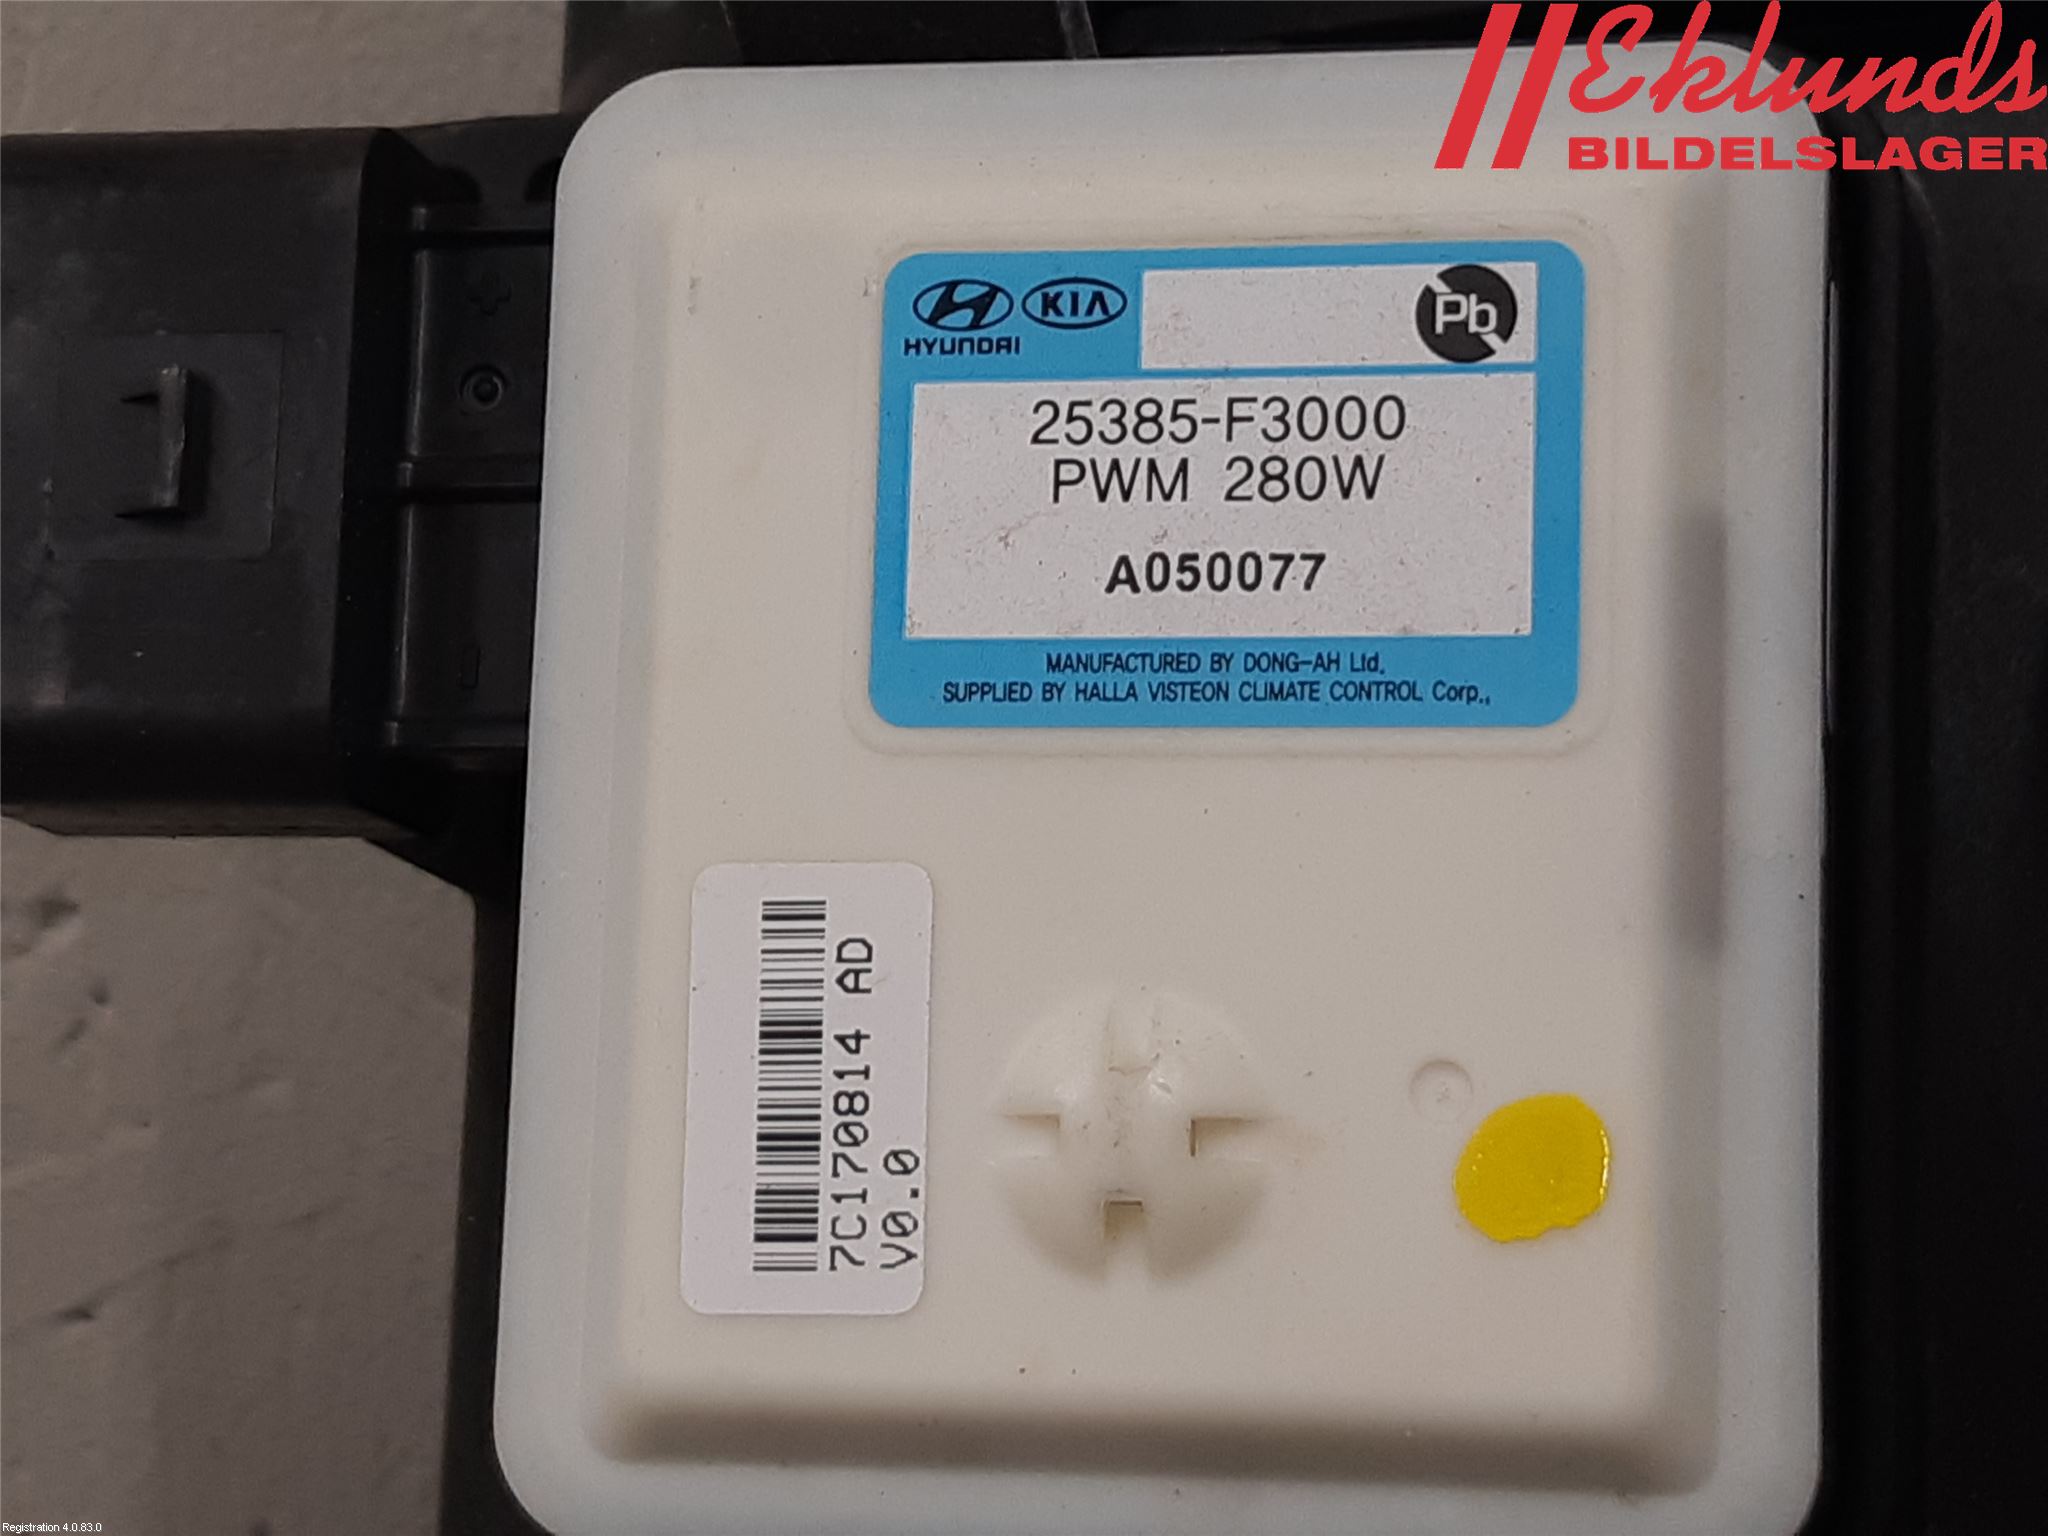 Eklunds
BILDELSLAGER
HYUNDAI
KIA
Pb
25385-F3000
PWM 280W
A050077
MANUFACTURED BY DONG-AH Ltd.
SUPPLIED BY HALLA VISTEON CLIMATE CONTROL Corp.,
7C170814 AD
V0.0
Registration 4.0.83.0